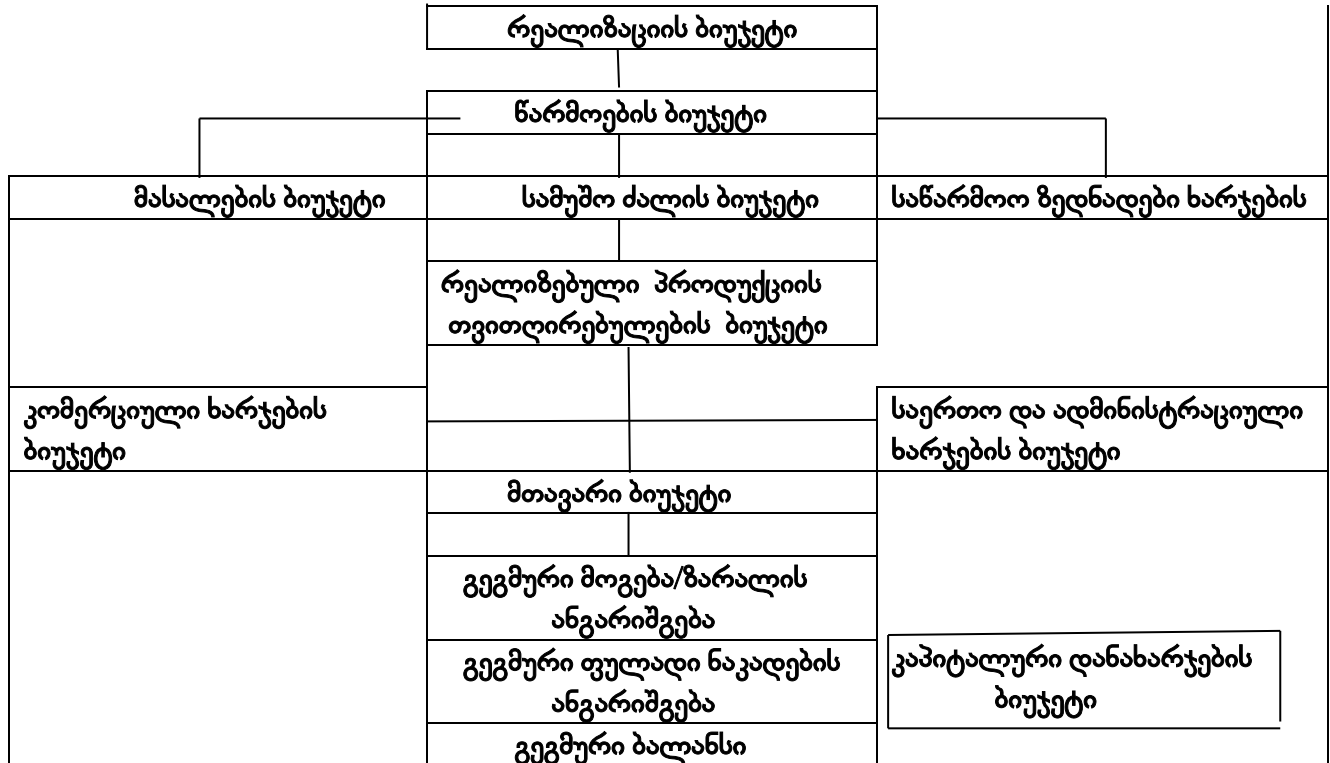 რეალიზაციის ბიუჯეტი
წარმოების ბიუჯეტი
მასალების ბიუჯეტი
სამუშო ძალის ბიუჯეტი
საწარმოო ზედნადები ხარჯების
რეალიზებული პროდუქციის
თვითღირებულების ბიუჯეტი
კომერციული ხარჯების
ბიუჯეტი
საერთო და ადმინისტრაციული
ხარჯების ბიუჯეტი
მთავარი ბიუჯეტი
გეგმური მოგება/ზარალის
ანგარიშგება
გეგმური ფულადი ნაკადების
ანგარიშგება
კაპიტალური დანახარჯების
ბიუჯეტი
გეგმური ბალანსი